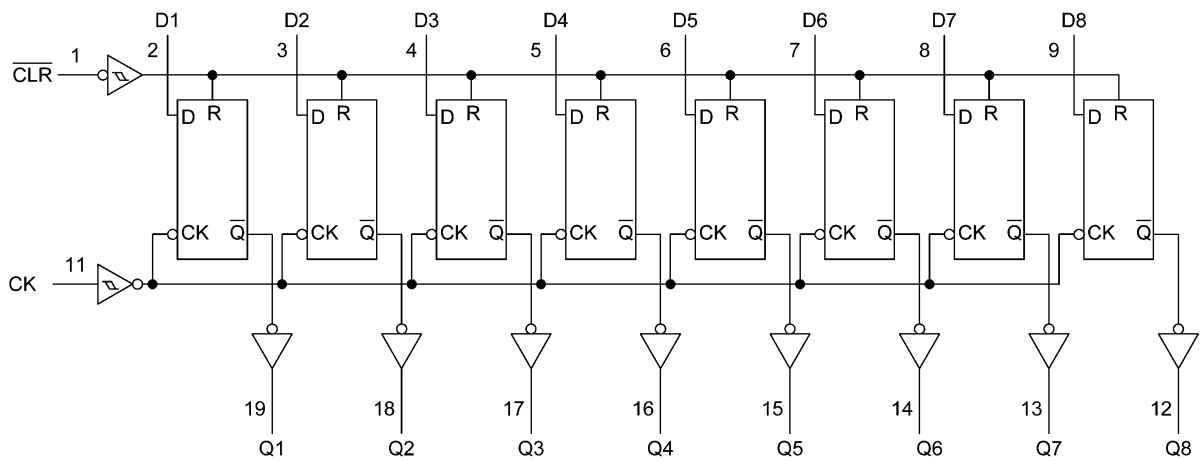 D1 D2 D3 D4 D5 D6 D7 D8
1 2 3 4 5 6 7 8 9
C̅L̅R̅
D R D R D R D R D R D R D R D R
CK Q̅ CK Q̅ CK Q̅ CK Q̅ CK Q̅ CK Q̅ CK Q̅ CK Q̅
11
CK
19 18 17 16 15 14 13 12
Q1 Q2 Q3 Q4 Q5 Q6 Q7 Q8